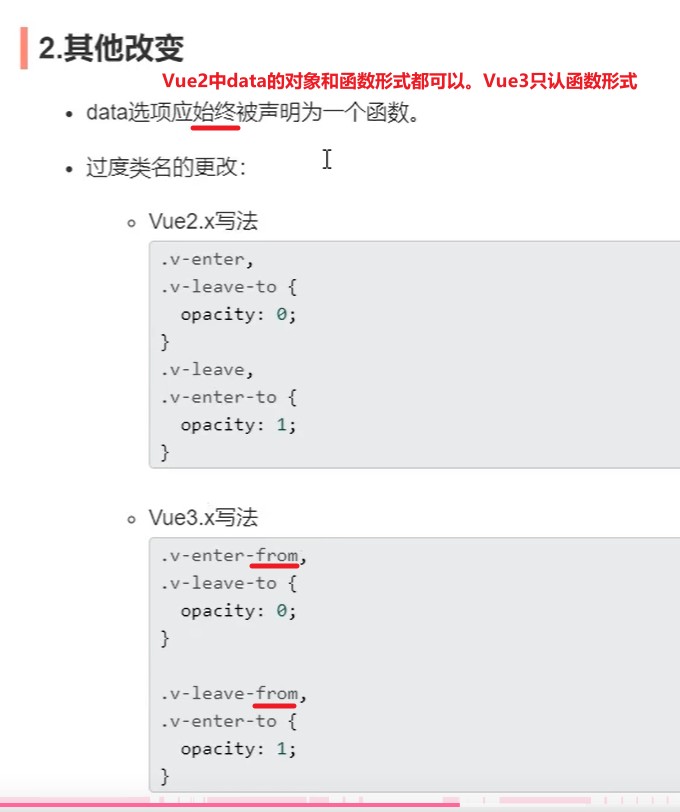 2.其他改变
Vue2中data的对象和函数形式都可以。Vue3只认函数形式
data选项应始终被声明为一个函数。
过度类名的更改：
Vue2.x写法
.v-enter,
.v-leave-to {
  opacity: 0;
}
.v-leave,
.v-enter-to {
  opacity: 1;
}
Vue3.x写法
.v-enter-from,
.v-leave-to {
  opacity: 0;
}
.v-leave-from,
.v-enter-to {
  opacity: 1;
}